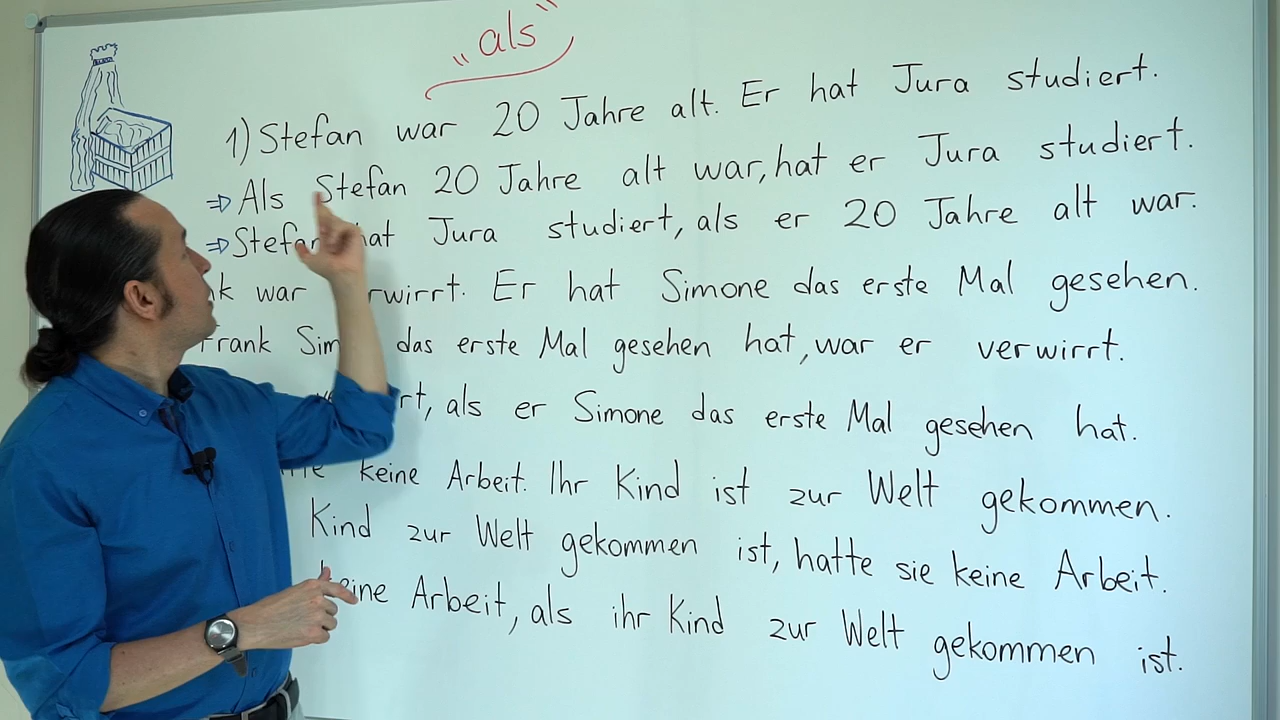 „als“
1) Stefan war 20 Jahre alt. Er hat Jura studiert.
⇒ Als Stefan 20 Jahre alt war, hat er Jura studiert.
⇒ Stefan hat Jura studiert, als er 20 Jahre alt war.
war Er hat Simone das erste Mal gesehen.
Frank das erste Mal gesehen hat, war er verwirrt.
als er Simone das erste Mal gesehen hat.
keine Arbeit. Ihr Kind ist zur Welt gekommen.
Kind zur Welt gekommen ist, hatte sie keine Arbeit.
keine Arbeit, als ihr Kind zur Welt gekommen ist.